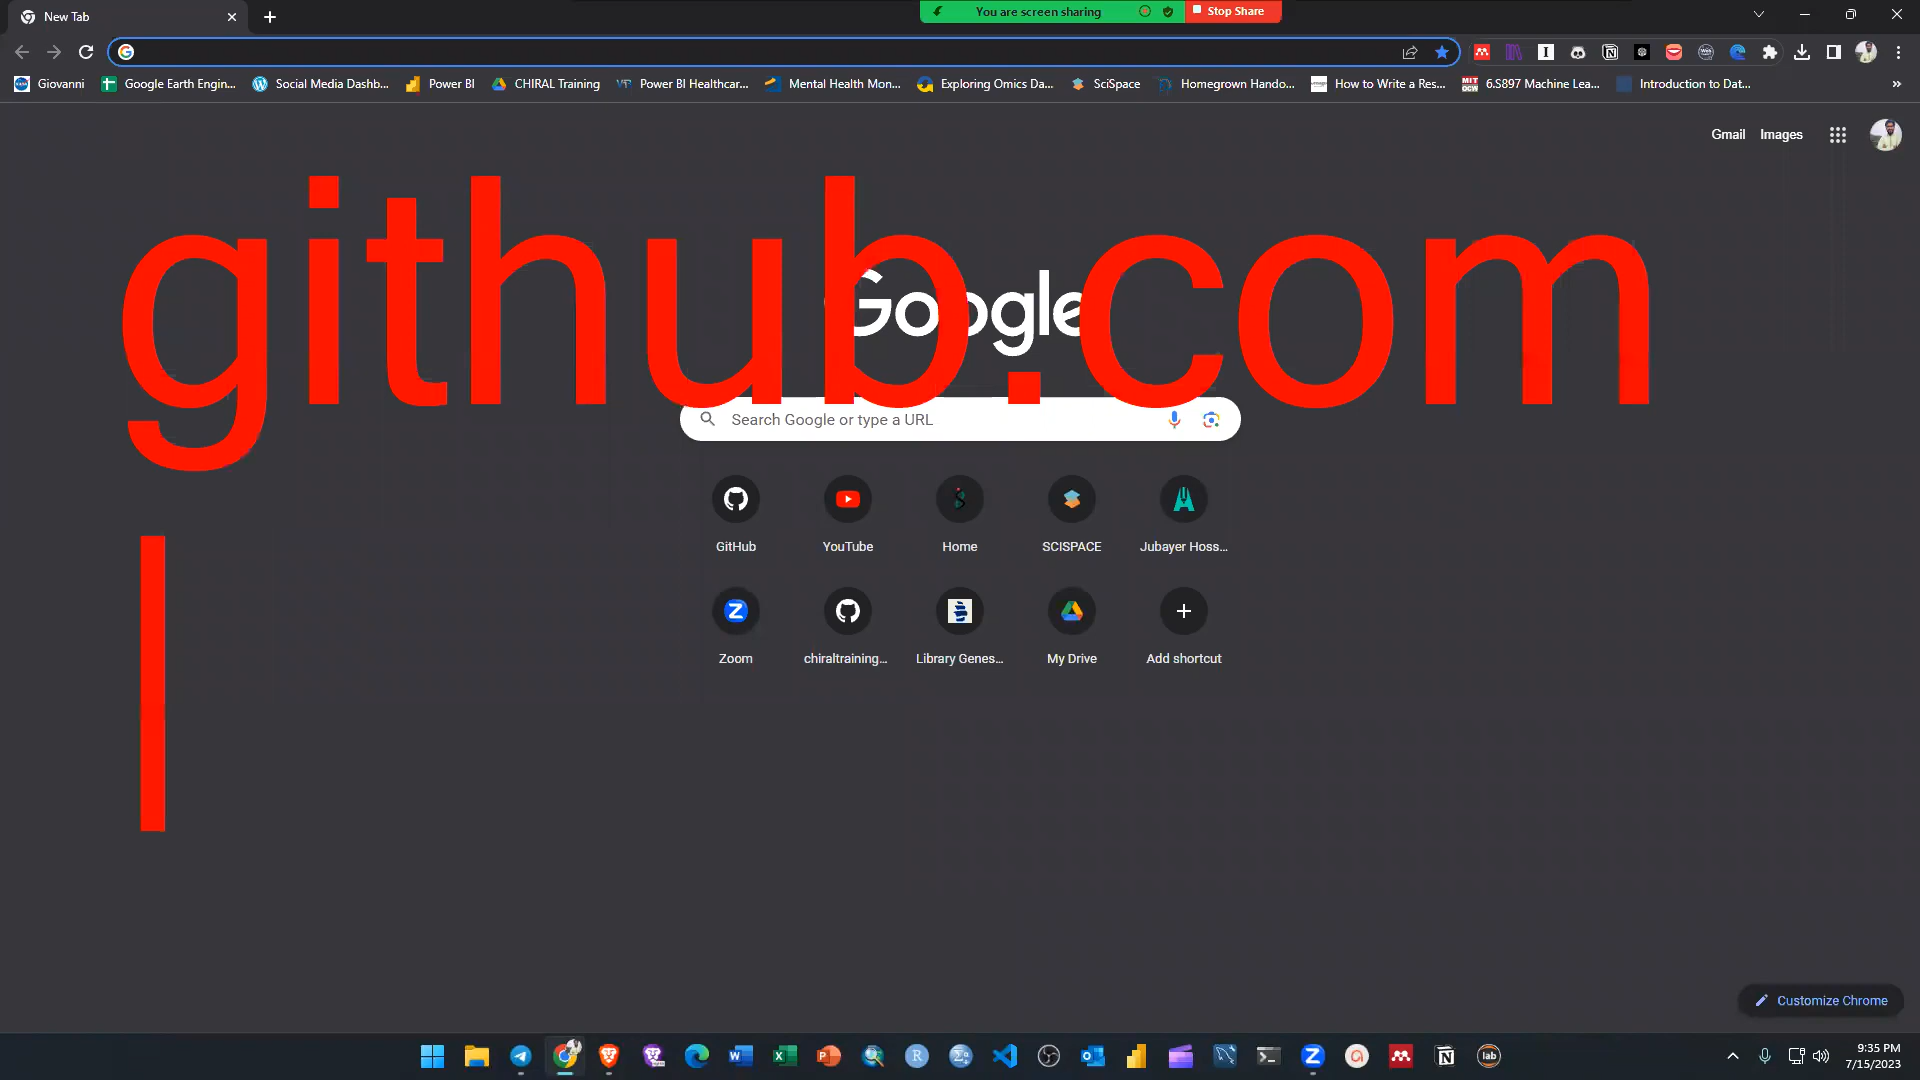 New Tab
You are screen sharing
Stop Share
Giovanni
Google Earth Engin...
Social Media Dashb...
Power BI
CHIRAL Training
Power BI Healthcar...
Mental Health Mon...
Exploring Omics Da...
SciSpace
Homegrown Hando...
How to Write a Res...
6.S897 Machine Lea...
Introduction to Dat...
Gmail
Images
github.com
Google
Search Google or type a URL
GitHub
YouTube
Home
SCISPACE
Jubayer Hoss...
Zoom
chiraltraining...
Library Genes...
My Drive
Add shortcut
Customize Chrome
9:35 PM
7/15/2023